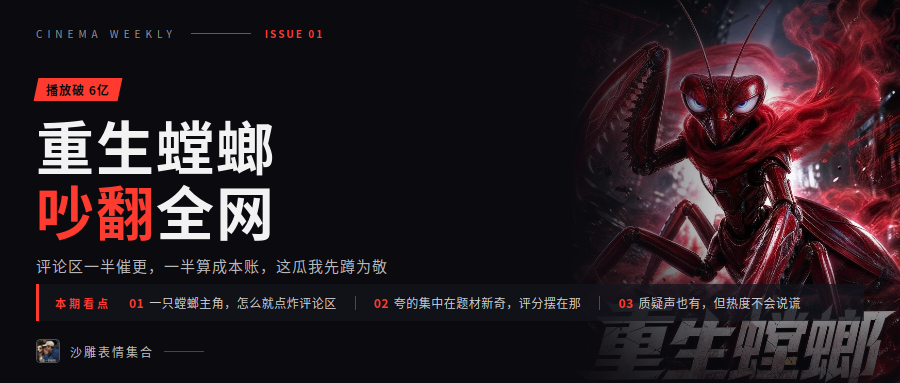 CINEMA WEEKLY ISSUE 01
播放破 6亿
重生螳螂
吵翻全网
评论区一半催更，一半算成本账，这瓜我先蹲为敬
本期看点 01 一只螳螂主角，怎么就点炸评论区 02 夸的集中在题材新奇，评分摆在那 03 质疑声也有，但热度不会说谎
重生螳螂
沙雕表情集合